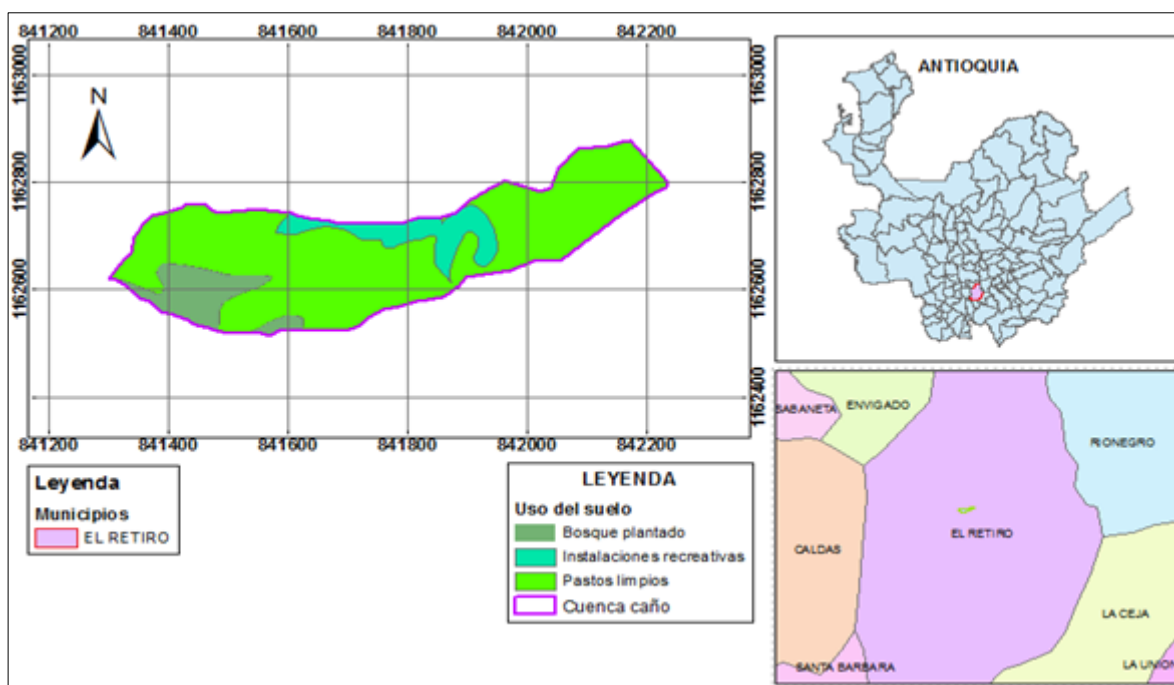 841200 841400 841600 841800 842000 842200
1163000
1163000
N
1162800
1162800
1162600
1162600
1162400
841200 841400 841600 841800 842000 842200
Leyenda
Municipios
EL RETIRO
LEYENDA
Uso del suelo
Bosque plantado
Instalaciones recreativas
Pastos limpios
Cuenca caño
ANTIOQUIA
SABANETA
ENVIGADO
RIONEGRO
CALDAS
EL RETIRO
LA CEJA
SANTA BARBARA
LA UNION